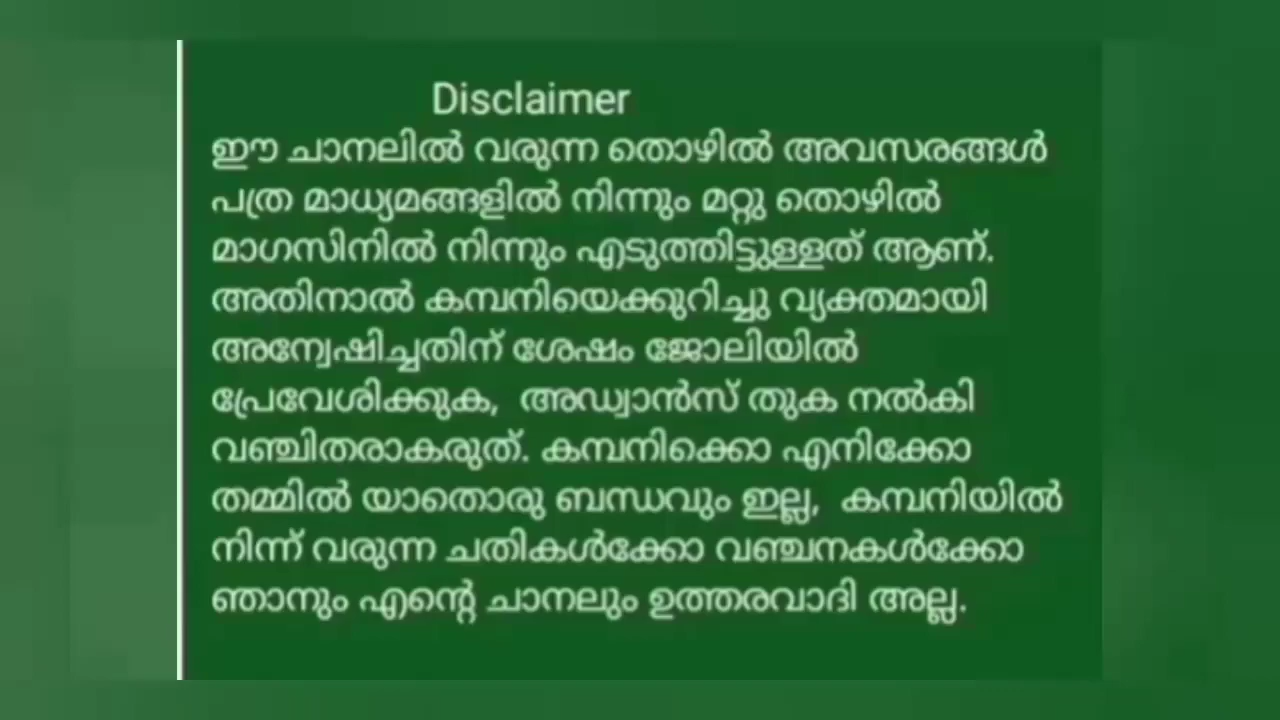 Disclaimer
ഈ ചാനലിൽ വരുന്ന തൊഴിൽ അവസരങ്ങൾ
പത്ര മാധ്യമങ്ങളിൽ നിന്നും മറ്റു തൊഴിൽ
മാഗസിനിൽ നിന്നും എടുത്തിട്ടുള്ളത് ആണ്.
അതിനാൽ കമ്പനിയെക്കുറിച്ചു വ്യക്തമായി
അന്വേഷിച്ചതിന് ശേഷം ജോലിയിൽ
പ്രേവേശിക്കുക, അഡ്വാൻസ് തുക നൽകി
വഞ്ചിതരാകരുത്. കമ്പനിക്കൊ എനിക്കോ
തമ്മിൽ യാതൊരു ബന്ധവും ഇല്ല, കമ്പനിയിൽ
നിന്ന് വരുന്ന ചതികൾക്കോ വഞ്ചനകൾക്കോ
ഞാനും എന്റെ ചാനലും ഉത്തരവാദി അല്ല.